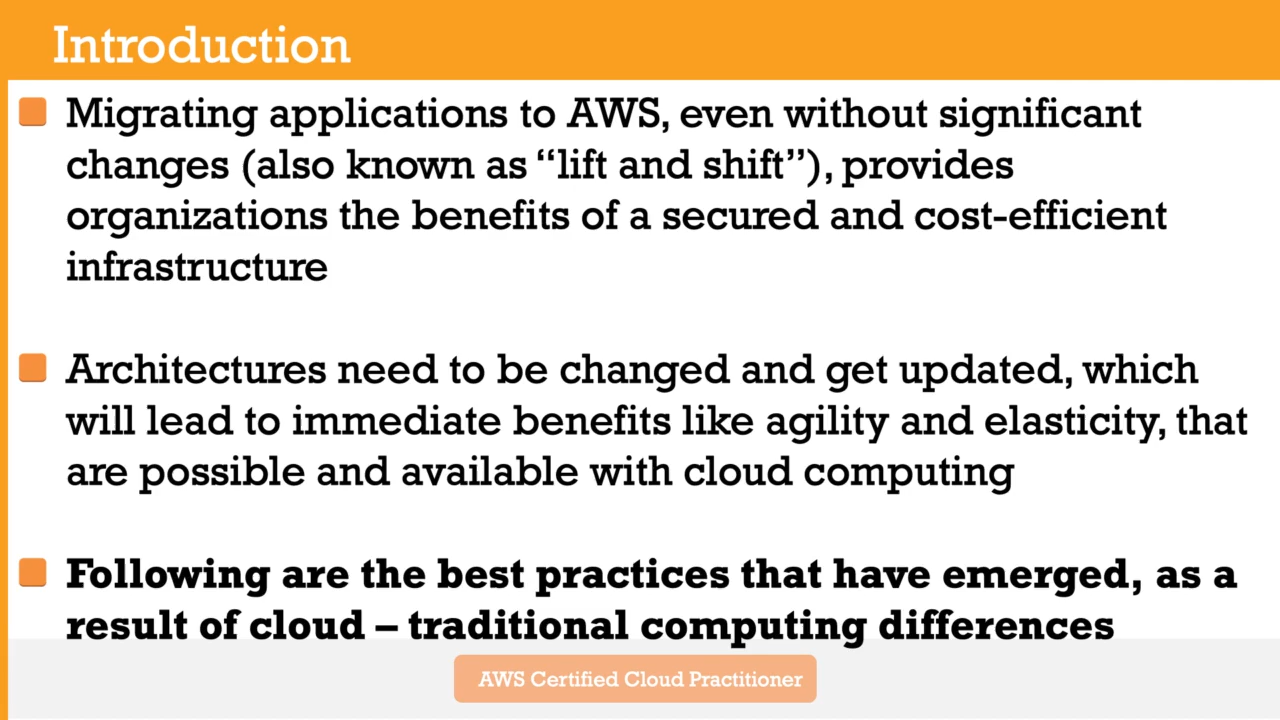 Introduction
Migrating applications to AWS, even without significant
changes (also known as “lift and shift”), provides
organizations the benefits of a secured and cost-efficient
infrastructure
Architectures need to be changed and get updated, which
will lead to immediate benefits like agility and elasticity, that
are possible and available with cloud computing
Following are the best practices that have emerged, as a
result of cloud – traditional computing differences
AWS Certified Cloud Practitioner